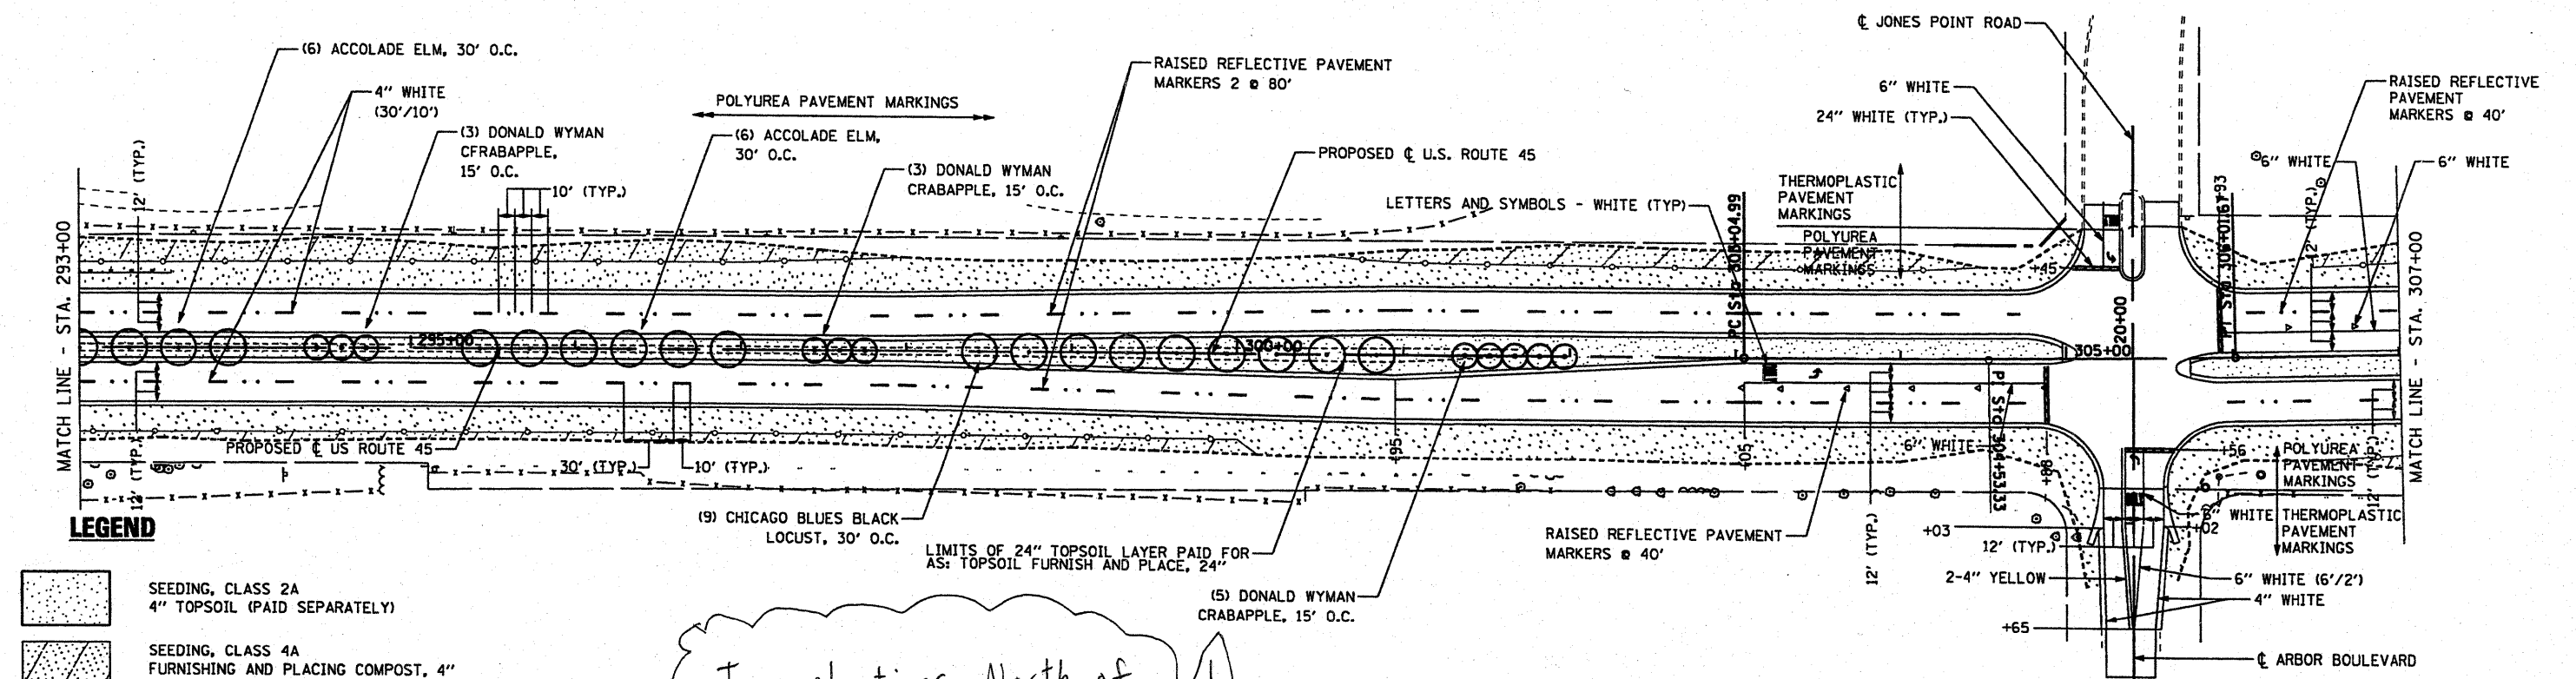 (6) ACCOLADE ELM, 30' O.C.
4" WHITE
(30'/10')
(3) DONALD WYMAN
CFRABAPPLE,
15' O.C.
10' (TYP.)
POLYUREA PAVEMENT MARKINGS
(6) ACCOLADE ELM,
30' O.C.
(3) DONALD WYMAN
CRABAPPLE, 15' O.C.
RAISED REFLECTIVE PAVEMENT
MARKERS 2 @ 80'
PROPOSED ℄ U.S. ROUTE 45
LETTERS AND SYMBOLS - WHITE (TYP)
THERMOPLASTIC
PAVEMENT
MARKINGS
POLYUREA
PAVEMENT
MARKINGS
℄ JONES POINT ROAD
6" WHITE
24" WHITE (TYP.)
RAISED REFLECTIVE
PAVEMENT
MARKERS @ 40'
6" WHITE
6" WHITE
12' (TYP.)
12' (TYP.)
MATCH LINE - STA. 293+00
295+00
300+00
PC Sta 303+04.99
+45
220+00
305+00
MATCH LINE - STA. 307+00
12' (TYP.)
PROPOSED ℄ US ROUTE 45
30' (TYP.)
10' (TYP.)
+95
+05
6" WHITE
PI Sta 304+53.33
+88
+56
POLYUREA
PAVEMENT
MARKINGS
12' (TYP.)
(9) CHICAGO BLUES BLACK
LOCUST, 30' O.C.
LIMITS OF 24" TOPSOIL LAYER PAID FOR
AS: TOPSOIL FURNISH AND PLACE, 24"
(5) DONALD WYMAN
CRABAPPLE, 15' O.C.
RAISED REFLECTIVE PAVEMENT
MARKERS @ 40'
12' (TYP.)
+03
12' (TYP.)
+02
WHITE
THERMOPLASTIC
PAVEMENT
MARKINGS
2-4" YELLOW
6" WHITE (6'/2')
4" WHITE
+65
℄ ARBOR BOULEVARD
LEGEND
SEEDING, CLASS 2A
4" TOPSOIL (PAID SEPARATELY)
SEEDING, CLASS 4A
FURNISHING AND PLACING COMPOST, 4"
North of